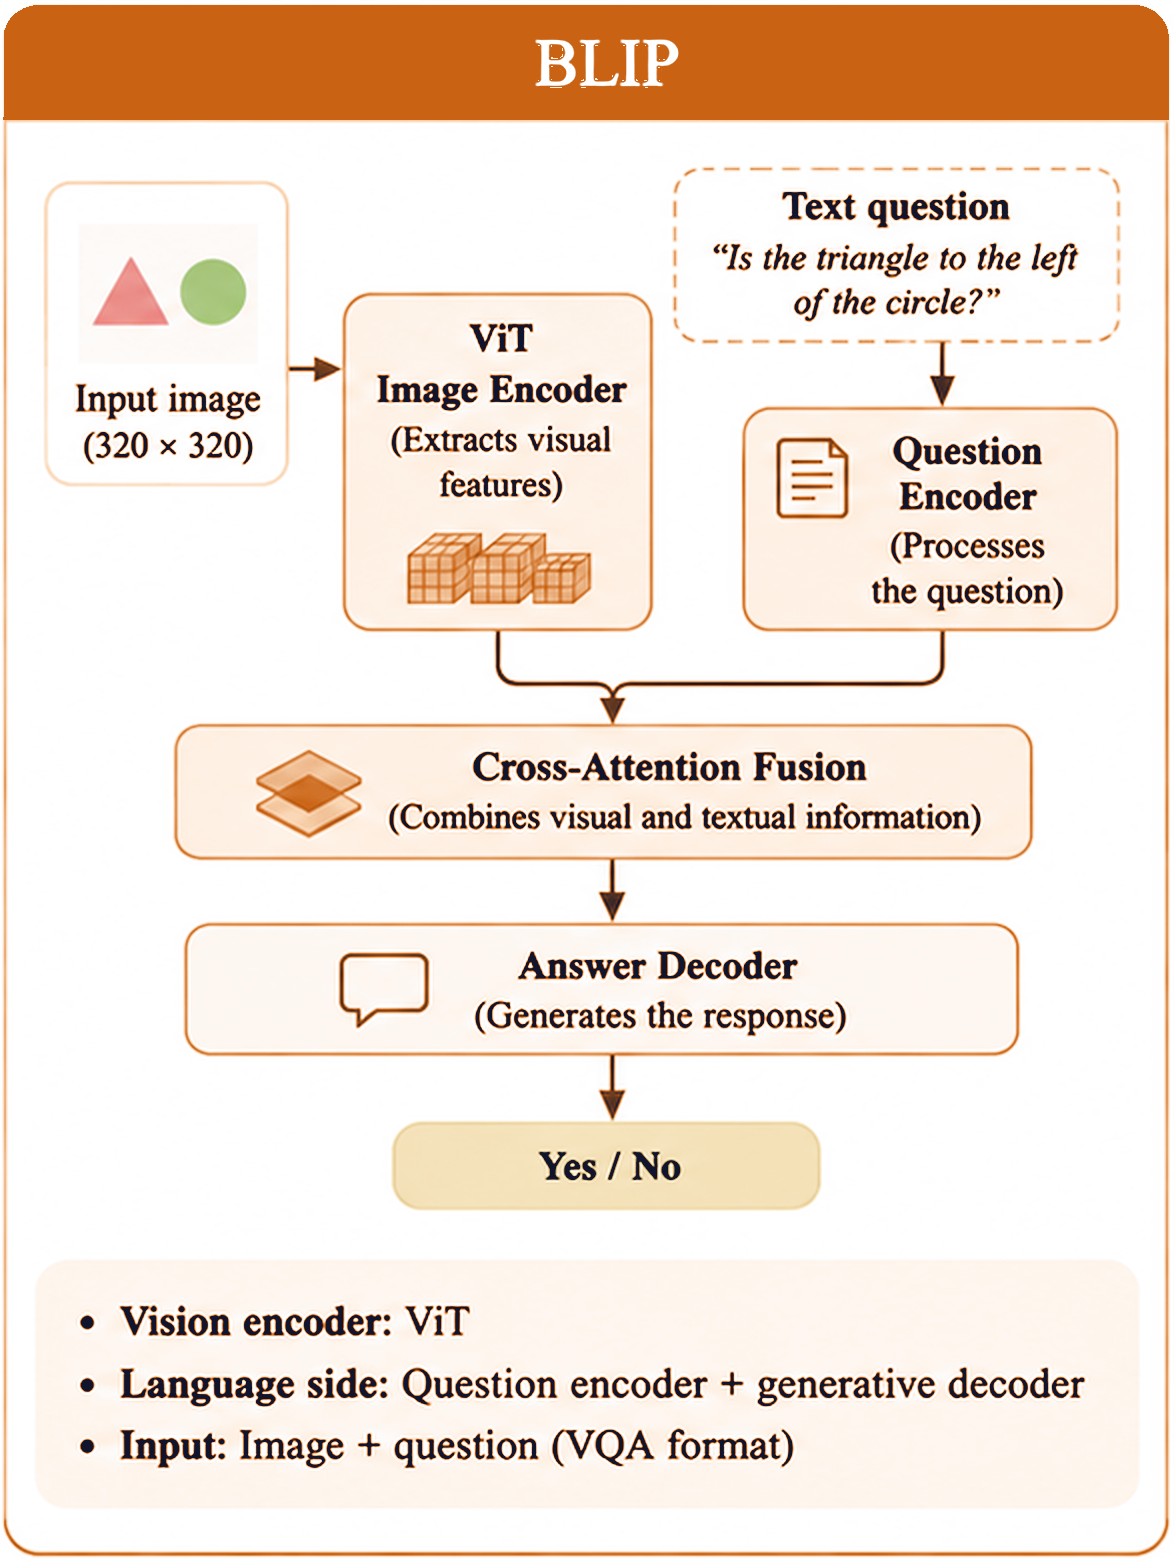 BLIP
Input image
(320 × 320)
ViT
Image Encoder
(Extracts visual
features)
Text question
“Is the triangle to the left
of the circle?”
Question
Encoder
(Processes
the question)
Cross-Attention Fusion
(Combines visual and textual information)
Answer Decoder
(Generates the response)
Yes / No
• Vision encoder: ViT
• Language side: Question encoder + generative decoder
• Input: Image + question (VQA format)